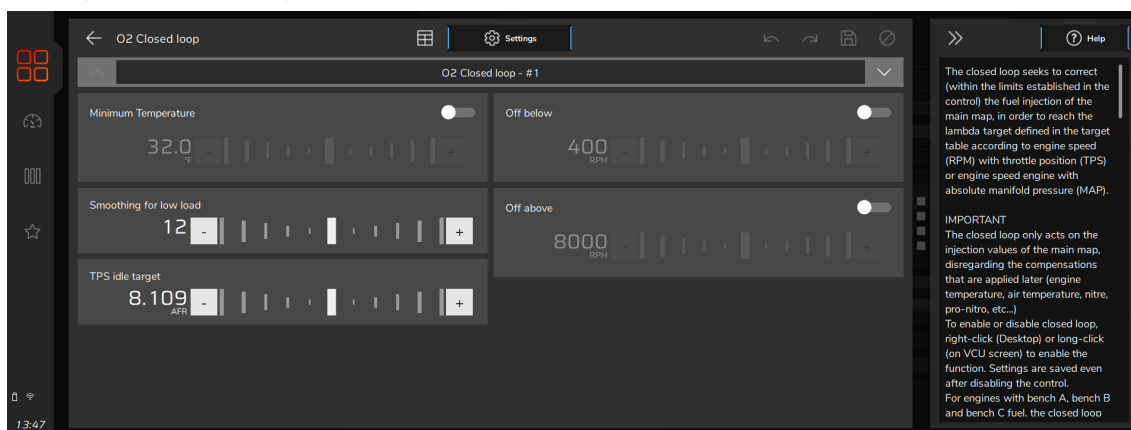 O2 Closed loop
Settings
Help
O2 Closed loop - #1
Minimum Temperature
32.0
°F
-
+
Off below
400
RPM
-
+
Smoothing for low load
12
-
+
Off above
8000
RPM
-
+
TPS idle target
8.109
AFR
-
+
The closed loop seeks to correct
(within the limits established in the
control) the fuel injection of the
main map, in order to reach the
lambda target defined in the target
table according to engine speed
(RPM) with throttle position (TPS)
or engine speed engine with
absolute manifold pressure (MAP).
IMPORTANT
The closed loop only acts on the
injection values of the main map,
disregarding the compensations
that are applied later (engine
temperature, air temperature, nitre,
pro-nitro, etc...)
To enable or disable closed loop,
right-click (Desktop) or long-click
(on VCU screen) to enable the
function. Settings are saved even
after disabling the control.
For engines with bench A, bench B
and bench C fuel, the closed loop
13:47